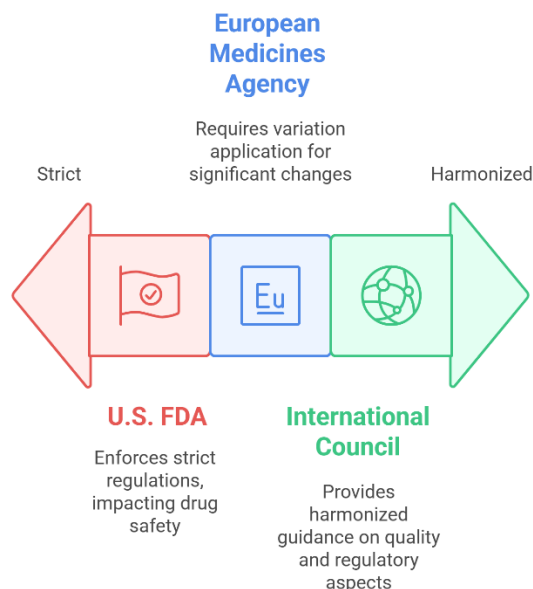 European
Medicines
Agency
Requires variation
application for
significant changes
Strict
Harmonized
Eu
U.S. FDA
Enforces strict
regulations,
impacting drug
safety
International
Council
Provides
harmonized
guidance on quality
and regulatory
aspects